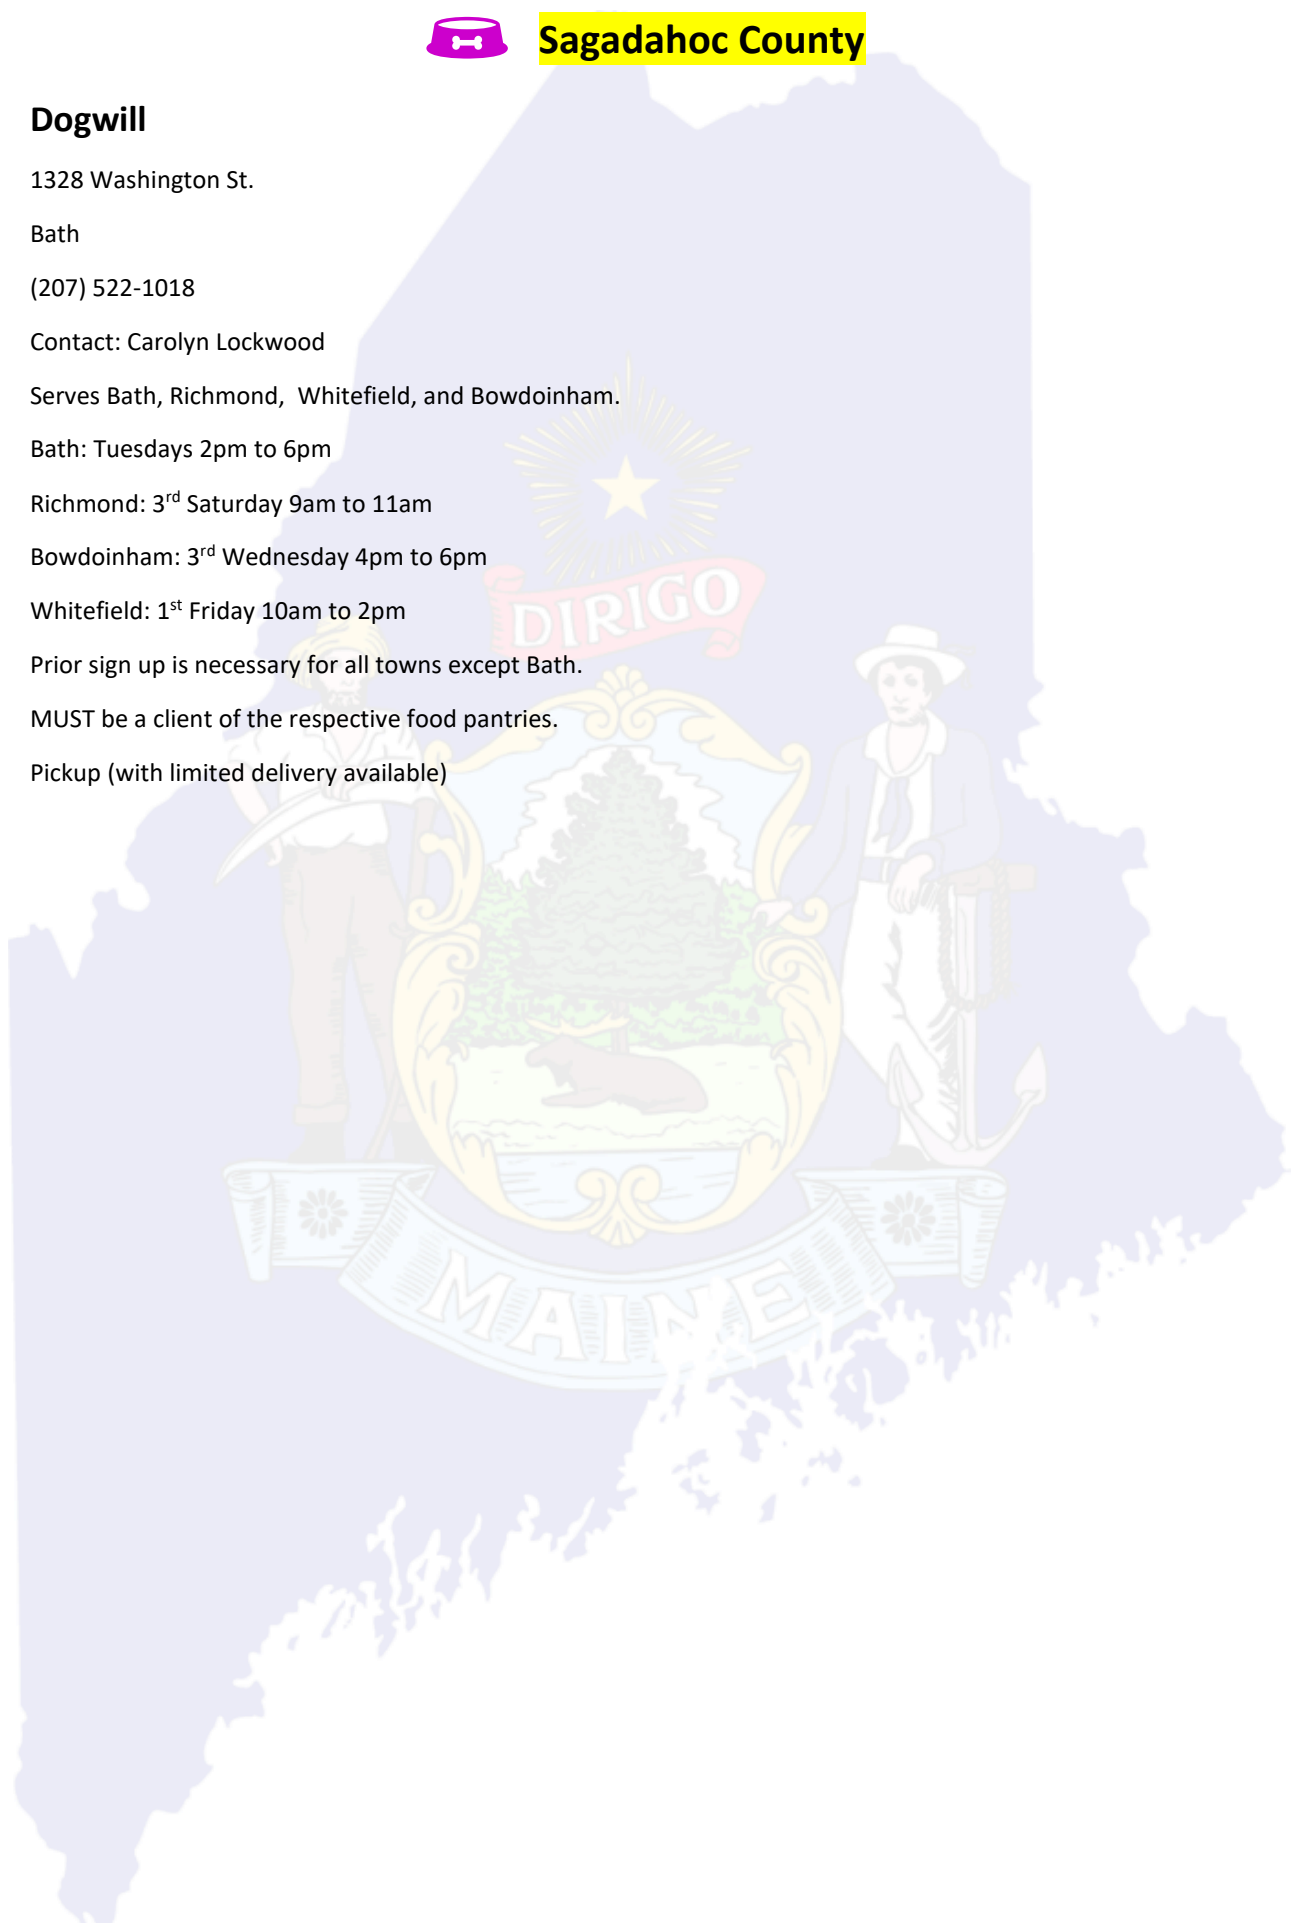 Sagadahoc County
Dogwill
1328 Washington St.
Bath
(207) 522-1018
Contact: Carolyn Lockwood
Serves Bath, Richmond,  Whitefield, and Bowdoinham.
Bath: Tuesdays 2pm to 6pm
Richmond: 3rd Saturday 9am to 11am
Bowdoinham: 3rd Wednesday 4pm to 6pm
Whitefield: 1st Friday 10am to 2pm
DIRIGO
Prior sign up is necessary for all towns except Bath.
MUST be a client of the respective food pantries.
Pickup (with limited delivery available)
MAINE